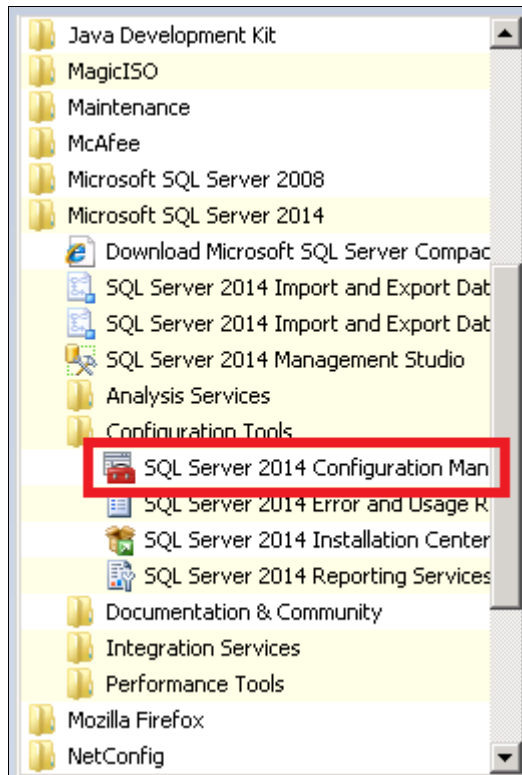 Java Development Kit
MagicISO
Maintenance
McAfee
Microsoft SQL Server 2008
Microsoft SQL Server 2014
Download Microsoft SQL Server Compac
SQL Server 2014 Import and Export Dat
SQL Server 2014 Import and Export Dat
SQL Server 2014 Management Studio
Analysis Services
Configuration Tools
SQL Server 2014 Configuration Man
SQL Server 2014 Error and Usage R
SQL Server 2014 Installation Center
SQL Server 2014 Reporting Services
Documentation & Community
Integration Services
Performance Tools
Mozilla Firefox
NetConfig